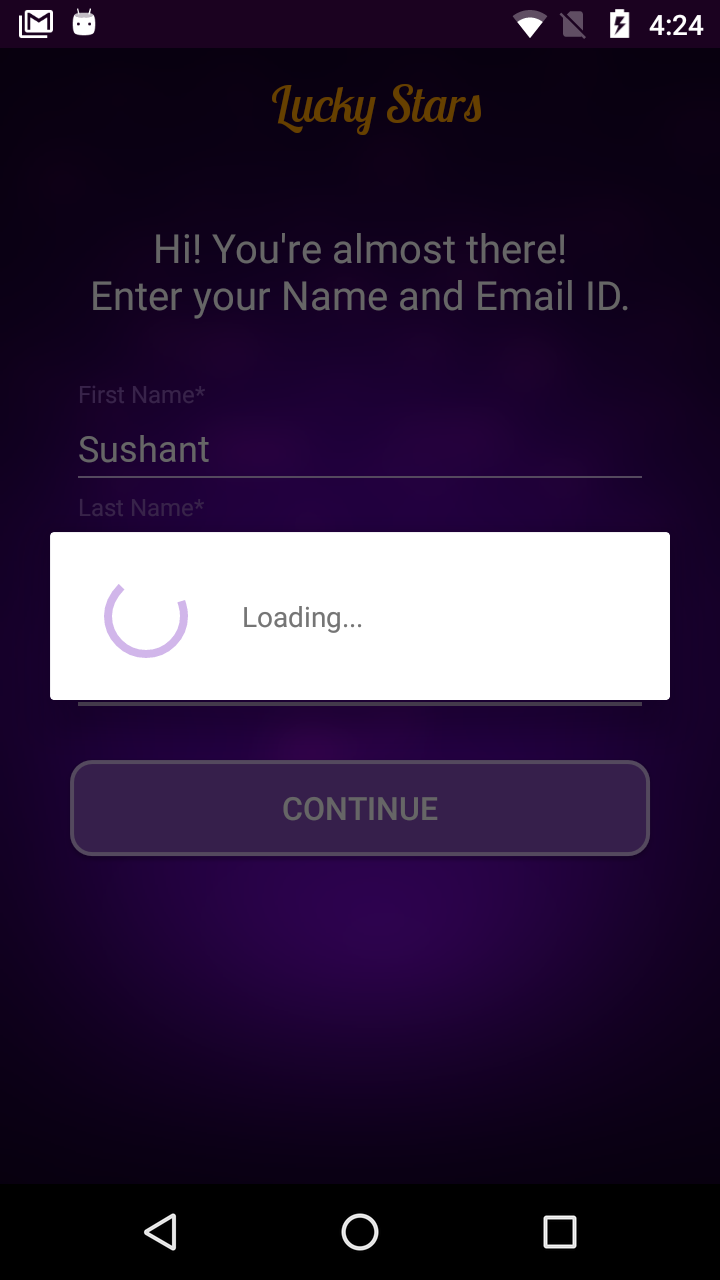 4:24
Lucky Stars
Hi! You're almost there!
Enter your Name and Email ID.
First Name*
Sushant
Last Name*
Loading...
CONTINUE